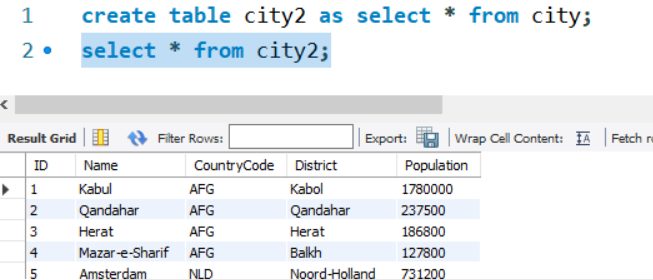 1 create table city2 as select * from city;
2 select * from city2;
Result Grid Filter Rows: Export: Wrap Cell Content: Fetch
ID Name CountryCode District Population
1 Kabul AFG Kabol 1780000
2 Qandahar AFG Qandahar 237500
3 Herat AFG Herat 186800
4 Mazar-e-Sharif AFG Balkh 127800
5 Amsterdam NLD Noord-Holland 731200